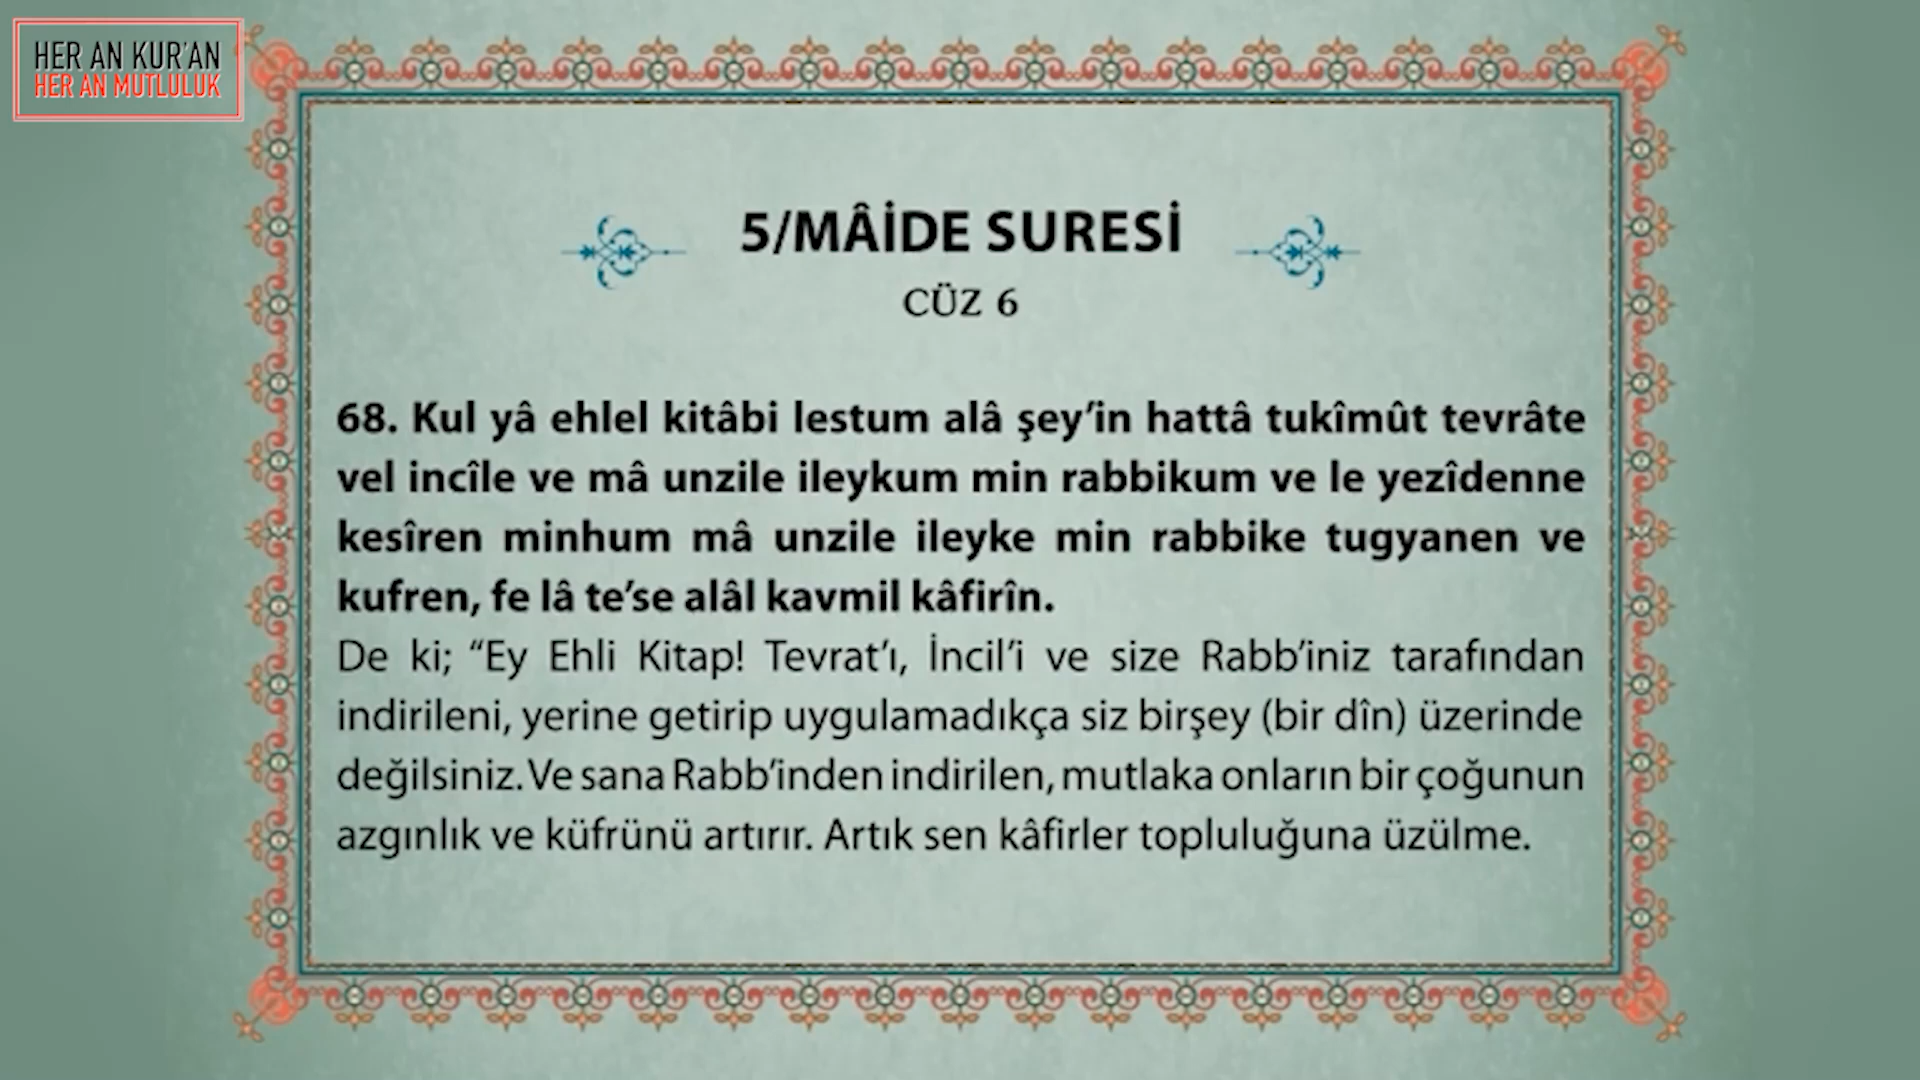 HER AN KUR'AN
HER AN MUTLULUK
5/MÂİDE SURESİ
CÜZ 6
68. Kul yâ ehlel kitâbi lestum alâ şey’in hattâ tukîmût tevrâte
vel incîle ve mâ unzile ileykum min rabbikum ve le yezîdenne
kesîren minhum mâ unzile ileyke min rabbike tugyanen ve
kufren, fe lâ te’se alâl kavmil kâfirîn.
De ki; “Ey Ehli Kitap! Tevrat’ı, İncil’i ve size Rabb’iniz tarafından
indirileni, yerine getirip uygulamadıkça siz birşey (bir dîn) üzerinde
değilsiniz. Ve sana Rabb’inden indirilen, mutlaka onların bir çoğunun
azgınlık ve küfrünü artırır. Artık sen kâfirler topluluğuna üzülme.